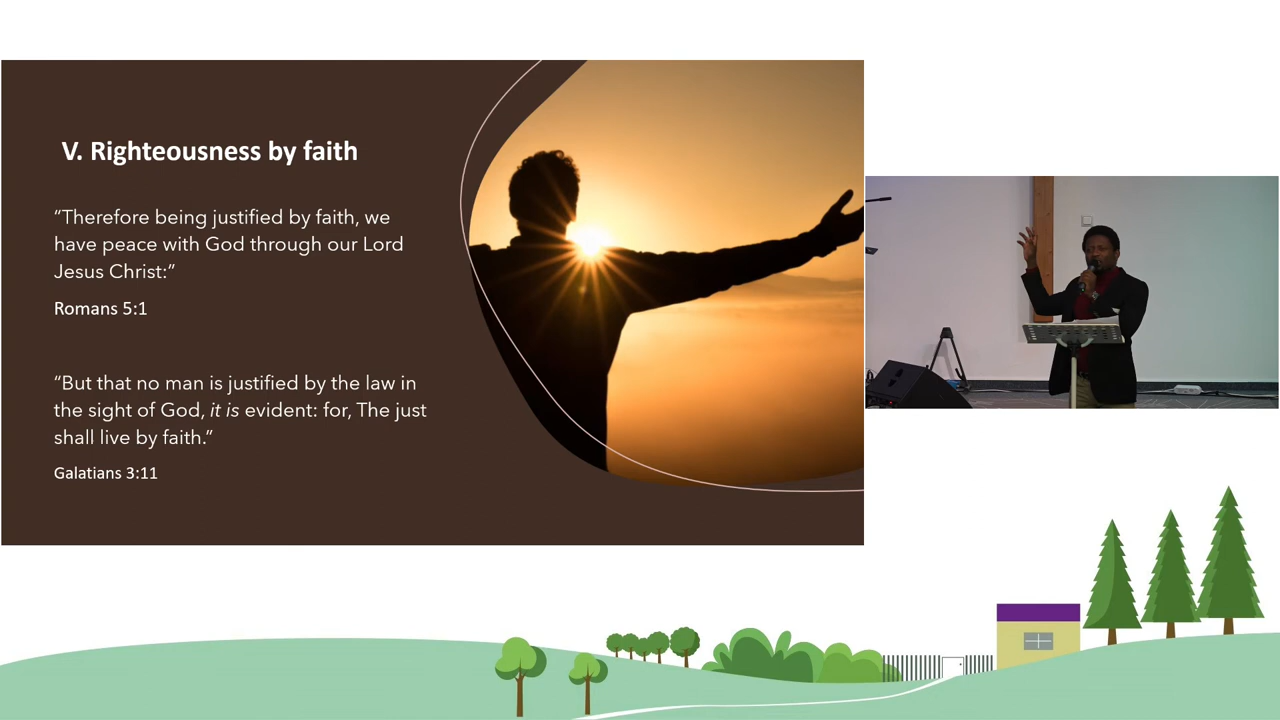 V. Righteousness by faith
“Therefore being justified by faith, we
have peace with God through our Lord
Jesus Christ:”
Romans 5:1
“But that no man is justified by the law in
the sight of God, it is evident: for, The just
shall live by faith.”
Galatians 3:11